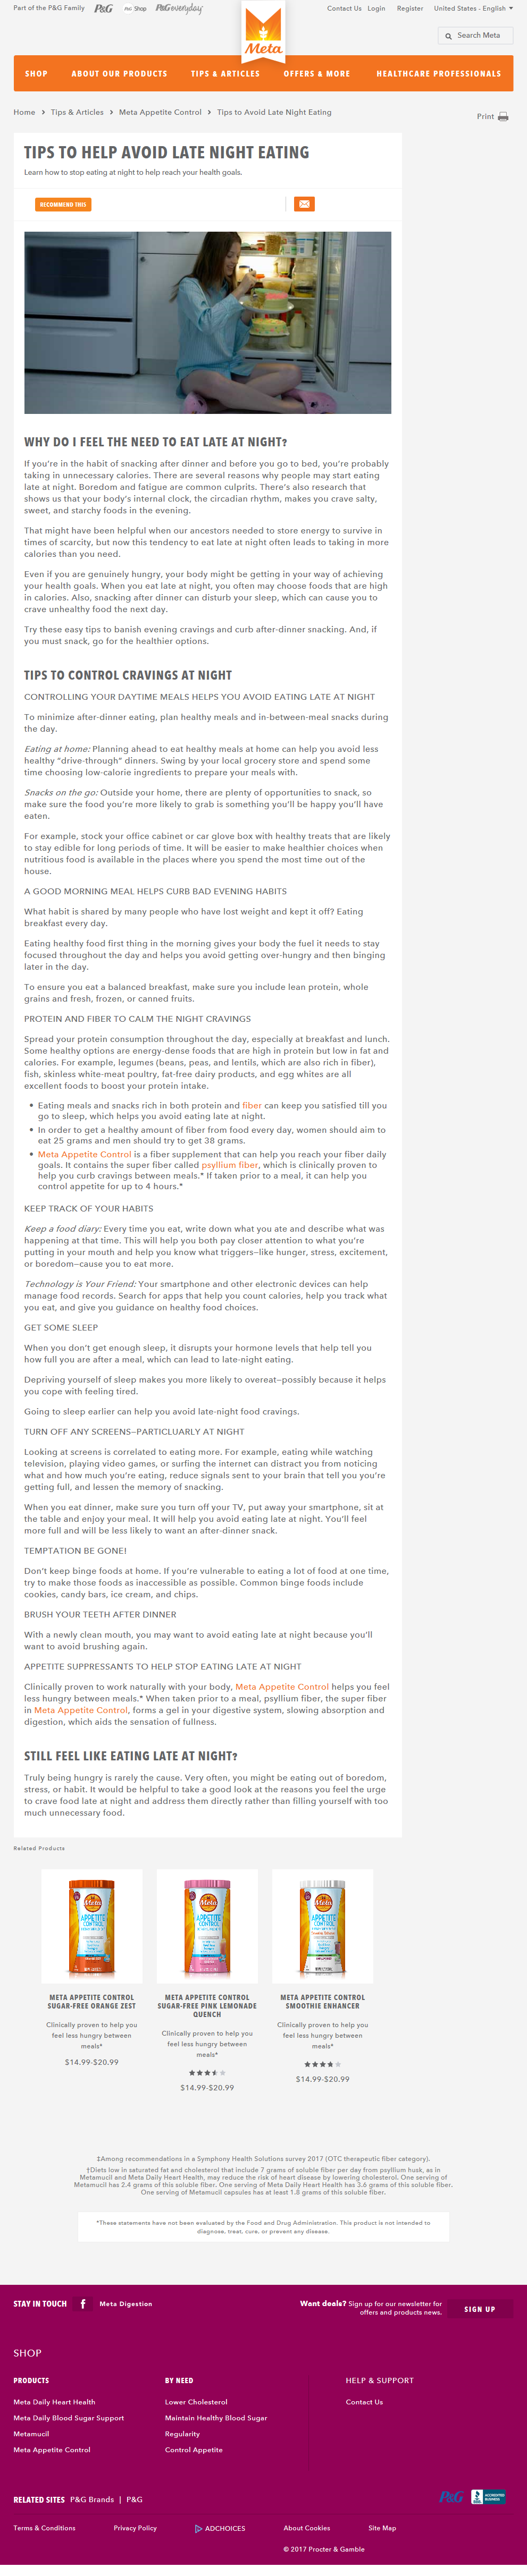 Part of the P&G Family P&G P&G Shop P&G everyday Contact Us Login Register United States - English
Meta
Search Meta
SHOP ABOUT OUR PRODUCTS TIPS & ARTICLES OFFERS & MORE HEALTHCARE PROFESSIONALS
Home > Tips & Articles > Meta Appetite Control > Tips to Avoid Late Night Eating
Print
TIPS TO HELP AVOID LATE NIGHT EATING
Learn how to stop eating at night to help reach your health goals.
RECOMMEND THIS
WHY DO I FEEL THE NEED TO EAT LATE AT NIGHT?
If you're in the habit of snacking after dinner and before you go to bed, you're probably
taking in unnecessary calories. There are several reasons why people may start eating
late at night. Boredom and fatigue are common culprits. There's also research that
shows us that your body's internal clock, the circadian rhythm, makes you crave salty,
sweet, and starchy foods in the evening.
That might have been helpful when our ancestors needed to store energy to survive in
times of scarcity, but now this tendency to eat late at night often leads to taking in more
calories than you need.
Even if you are genuinely hungry, your body might be getting in your way of achieving
your health goals. When you eat late at night, you often may choose foods that are high
in calories. Also, snacking after dinner can disturb your sleep, which can cause you to
crave unhealthy food the next day.
Try these easy tips to banish evening cravings and curb after-dinner snacking. And, if
you must snack, go for the healthier options.
TIPS TO CONTROL CRAVINGS AT NIGHT
CONTROLLING YOUR DAYTIME MEALS HELPS YOU AVOID EATING LATE AT NIGHT
To minimize after-dinner eating, plan healthy meals and in-between-meal snacks during
the day.
Eating at home: Planning ahead to eat healthy meals at home can help you avoid less
healthy "drive-through" dinners. Swing by your local grocery store and spend some
time choosing low-calorie ingredients to prepare your meals with.
Snacks on the go: Outside your home, there are plenty of opportunities to snack, so
make sure the food you're more likely to grab is something you'll be happy you'll have
eaten.
For example, stock your office cabinet or car glove box with healthy treats that are likely
to stay edible for long periods of time. It will be easier to make healthier choices when
nutritious food is available in the places where you spend the most time out of the
house.
A GOOD MORNING MEAL HELPS CURB BAD EVENING HABITS
What habit is shared by many people who have lost weight and kept it off? Eating
breakfast every day.
Eating healthy food first thing in the morning gives your body the fuel it needs to stay
focused throughout the day and helps you avoid getting over-hungry and then binging
later in the day.
To ensure you eat a balanced breakfast, make sure you include lean protein, whole
grains and fresh, frozen, or canned fruits.
PROTEIN AND FIBER TO CALM THE NIGHT CRAVINGS
Spread your protein consumption throughout the day, especially at breakfast and lunch.
Some healthy options are energy-dense foods that are high in protein but low in fat and
calories. For example, legumes (beans, peas, and lentils, which are also rich in fiber),
fish, skinless white-meat poultry, fat-free dairy products, and egg whites are all
excellent foods to boost your protein intake.
• Eating meals and snacks rich in both protein and fiber can keep you satisfied till you
go to sleep, which helps you avoid eating late at night.
• In order to get a healthy amount of fiber from food every day, women should aim to
eat 25 grams and men should try to get 38 grams.
• Meta Appetite Control is a fiber supplement that can help you reach your fiber daily
goals. It contains the super fiber called psyllium fiber, which is clinically proven to
help you curb cravings between meals.* If taken prior to a meal, it can help you
control appetite for up to 4 hours.*
KEEP TRACK OF YOUR HABITS
Keep a food diary: Every time you eat, write down what you ate and describe what was
happening at that time. This will help you both pay closer attention to what you're
putting in your mouth and help you know what triggers—like hunger, stress, excitement,
or boredom—cause you to eat more.
Technology is Your Friend: Your smartphone and other electronic devices can help
manage food records. Search for apps that help you count calories, help you track what
you eat, and give you guidance on healthy food choices.
GET SOME SLEEP
When you don't get enough sleep, it disrupts your hormone levels that help tell you
how full you are after a meal, which can lead to late-night eating.
Depriving yourself of sleep makes you more likely to overeat—possibly because it helps
you cope with feeling tired.
Going to sleep earlier can help you avoid late-night food cravings.
TURN OFF ANY SCREENS—PARTICLUARLY AT NIGHT
Looking at screens is correlated to eating more. For example, eating while watching
television, playing video games, or surfing the internet can distract you from noticing
what and how much you're eating, reduce signals sent to your brain that tell you you're
getting full, and lessen the memory of snacking.
When you eat dinner, make sure you turn off your TV, put away your smartphone, sit at
the table and enjoy your meal. It will help you avoid eating late at night. You'll feel
more full and will be less likely to want an after-dinner snack.
TEMPTATION BE GONE!
Don't keep binge foods at home. If you're vulnerable to eating a lot of food at one time,
try to make those foods as inaccessible as possible. Common binge foods include
cookies, candy bars, ice cream, and chips.
BRUSH YOUR TEETH AFTER DINNER
With a newly clean mouth, you may want to avoid eating late at night because you'll
want to avoid brushing again.
APPETITE SUPPRESSANTS TO HELP STOP EATING LATE AT NIGHT
Clinically proven to work naturally with your body, Meta Appetite Control helps you feel
less hungry between meals.* When taken prior to a meal, psyllium fiber, the super fiber
in Meta Appetite Control, forms a gel in your digestive system, slowing absorption and
digestion, which aids the sensation of fullness.
STILL FEEL LIKE EATING LATE AT NIGHT?
Truly being hungry is rarely the cause. Very often, you might be eating out of boredom,
stress, or habit. It would be helpful to take a good look at the reasons you feel the urge
to crave food late at night and address them directly rather than filling yourself with too
much unnecessary food.
Related Products
Meta APPETITE CONTROL Meta APPETITE CONTROL Meta APPETITE CONTROL
META APPETITE CONTROL
SUGAR-FREE ORANGE ZEST
Clinically proven to help you
feel less hungry between
meals*
$14.99-$20.99
META APPETITE CONTROL
SUGAR-FREE PINK LEMONADE
QUENCH
Clinically proven to help you
feel less hungry between
meals*
$14.99-$20.99
META APPETITE CONTROL
SMOOTHIE ENHANCER
Clinically proven to help you
feel less hungry between
meals*
$14.99-$20.99
‡Among recommendations in a Symphony Health Solutions survey 2017 (OTC therapeutic fiber category).
†Diets low in saturated fat and cholesterol that include 7 grams of soluble fiber per day from psyllium husk, as in
Metamucil and Meta Daily Heart Health, may reduce the risk of heart disease by lowering cholesterol. One serving of
Metamucil has 2.4 grams of this soluble fiber. One serving of Meta Daily Heart Health has 3.6 grams of this soluble fiber.
One serving of Metamucil capsules has at least 1.8 grams of this soluble fiber.
*These statements have not been evaluated by the Food and Drug Administration. This product is not intended to
diagnose, treat, cure, or prevent any disease.
STAY IN TOUCH f Meta Digestion
Want deals? Sign up for our newsletter for
offers and products news.
SIGN UP
SHOP
PRODUCTS
Meta Daily Heart Health
Meta Daily Blood Sugar Support
Metamucil
Meta Appetite Control
BY NEED
Lower Cholesterol
Maintain Healthy Blood Sugar
Regularity
Control Appetite
HELP & SUPPORT
Contact Us
RELATED SITES P&G Brands | P&G
P&G ACCREDITED BUSINESS
Terms & Conditions Privacy Policy ADCHOICES About Cookies Site Map
© 2017 Procter & Gamble